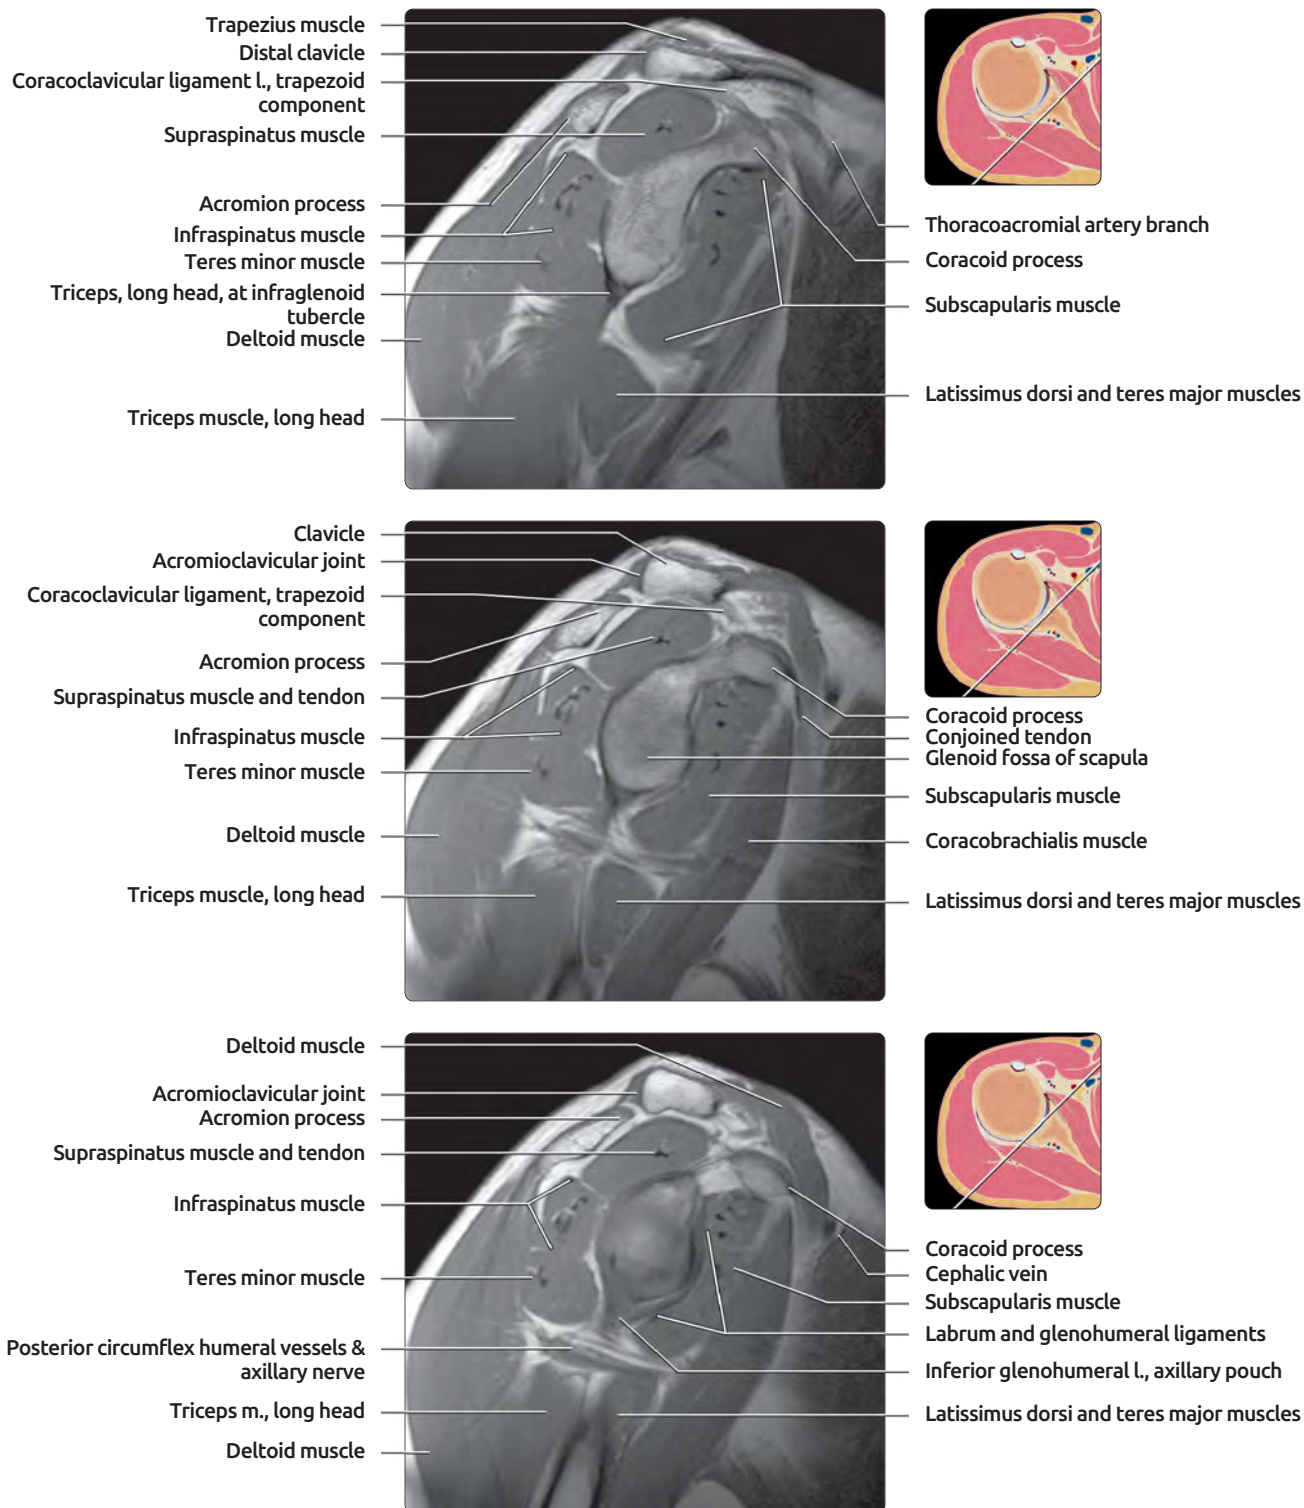 Trapezius muscle
Distal clavicle
Coracoclavicular ligament l., trapezoid
component
Supraspinatus muscle
Acromion process
Infraspinatus muscle
Teres minor muscle
Triceps, long head, at infraglenoid
tubercle
Deltoid muscle
Triceps muscle, long head
Thoracoacromial artery branch
Coracoid process
Subscapularis muscle
Latissimus dorsi and teres major muscles
Clavicle
Acromioclavicular joint
Coracoclavicular ligament, trapezoid
component
Acromion process
Supraspinatus muscle and tendon
Infraspinatus muscle
Teres minor muscle
Deltoid muscle
Triceps muscle, long head
Coracoid process
Conjoined tendon
Glenoid fossa of scapula
Subscapularis muscle
Coracobrachialis muscle
Latissimus dorsi and teres major muscles
Deltoid muscle
Acromioclavicular joint
Acromion process
Supraspinatus muscle and tendon
Infraspinatus muscle
Teres minor muscle
Posterior circumflex humeral vessels &
axillary nerve
Triceps m., long head
Deltoid muscle
Coracoid process
Cephalic vein
Subscapularis muscle
Labrum and glenohumeral ligaments
Inferior glenohumeral l., axillary pouch
Latissimus dorsi and teres major muscles